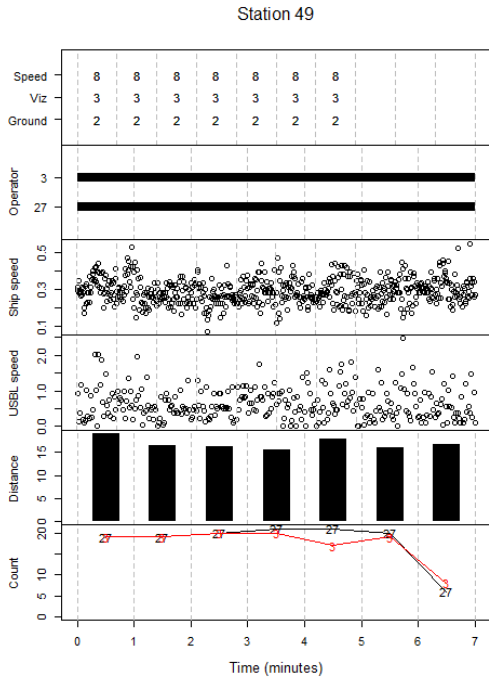 Station 49
Speed 8 8 8 8 8 8 8
Viz 3 3 3 3 3 3 3
Ground 2 2 2 2 2 2 2
Operator
3
27
Ship speed
0.5
0.3
0.1
USBL speed
2.0
1.0
0.0
Distance
15
5
0
Count
20
10
5
0
27 27 27 27 27 27 27
3 3 3 3 3 3 3
0 1 2 3 4 5 6 7
Time (minutes)